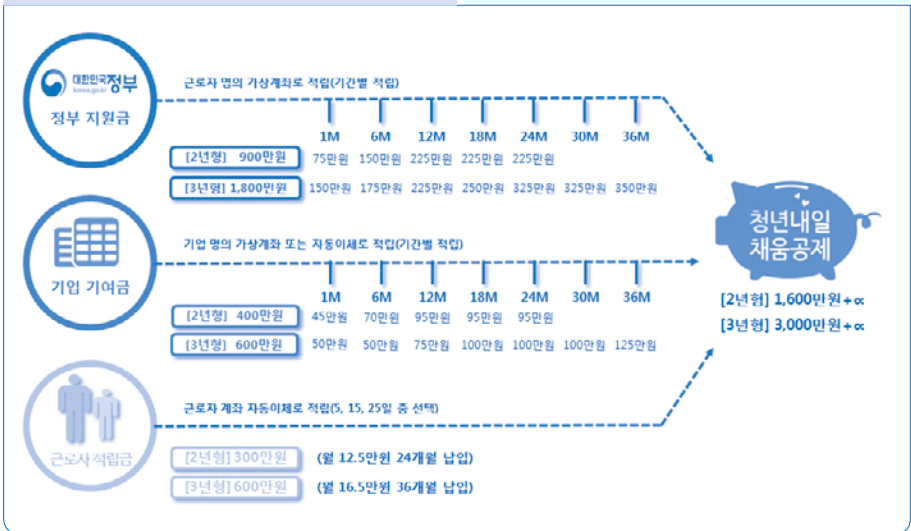 대한민국정부
korea.go.kr
정부 지원금
근로자 명의 가상계좌로 적립(기간별 적립)
1M 6M 12M 18M 24M 30M 36M
[2년형] 900만원 75만원 150만원 225만원 225만원 225만원
[3년형] 1,800만원 150만원 175만원 225만원 250만원 325만원 325만원 350만원
기업 기여금
기업 명의 가상계좌 또는 자동이체로 적립(기간별 적립)
1M 6M 12M 18M 24M 30M 36M
[2년형] 400만원 45만원 70만원 95만원 95만원 95만원
[3년형] 600만원 50만원 50만원 75만원 100만원 100만원 100만원 125만원
청년내일
채움공제
[2년형] 1,600만원+∝
[3년형] 3,000만원+∝
근로자 적립금
근로자 계좌 자동이체로 적립(5, 15, 25일 중 선택)
[2년형] 300만원 (월 12.5만원 24개월 납입)
[3년형] 600만원 (월 16.5만원 36개월 납입)